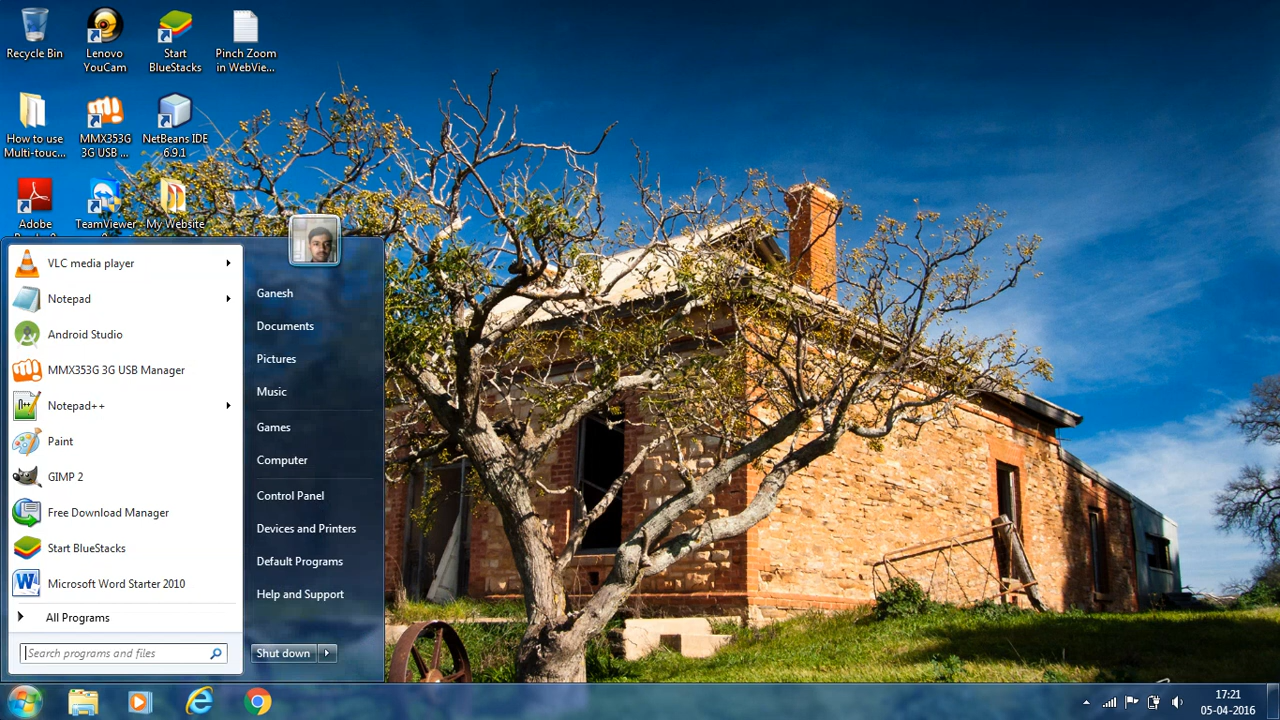 Recycle Bin
Lenovo
YouCam
Start
BlueStacks
Pinch Zoom
in WebVie...
How to use
Multi-touc...
MMX353G
3G USB ...
NetBeans IDE
6.9.1
Adobe
TeamViewer
My Website
VLC media player
Notepad
Android Studio
MMX353G 3G USB Manager
Notepad++
Paint
GIMP 2
Free Download Manager
Start BlueStacks
Microsoft Word Starter 2010
All Programs
Search programs and files
Ganesh
Documents
Pictures
Music
Games
Computer
Control Panel
Devices and Printers
Default Programs
Help and Support
Shut down
17:21
05-04-2016